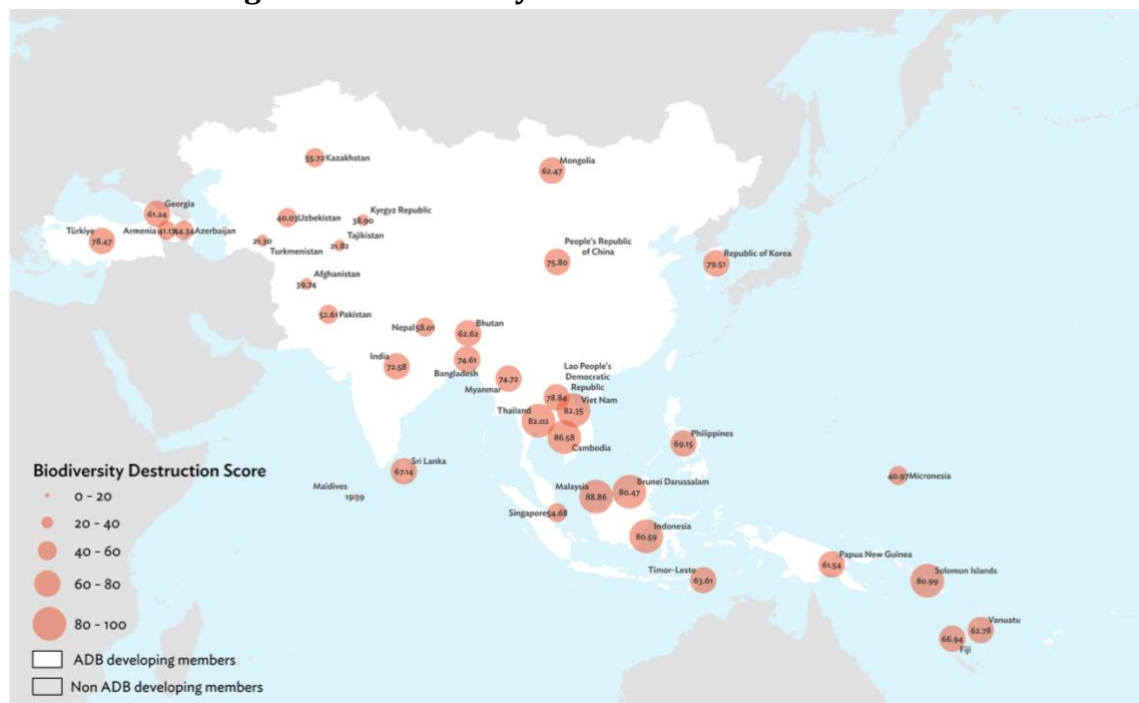 55.72 Kazakhstan
Mongolia
62.47
Georgia
61.24
Kyrgyz Republic
38.90
40.03 Uzbekistan
Türkiye
78.47
Armenia 41.17
44.34 Azerbaijan
21.30
Turkmenistan
Tajikistan
21.82
People's Republic
of China
75.80
Republic of Korea
79.51
Afghanistan
39.74
52.61 Pakistan
Nepal 58.01
Bhutan
62.62
India
72.58
74.61
Bangladesh
74.72
Myanmar
Lao People's
Democratic
Republic
78.84
Viet Nam
82.35
Thailand
82.02
86.58
Cambodia
Philippines
69.15
Sri Lanka
67.14
Maldives
19.39
40.97 Micronesia
Malaysia
88.86
Brunei Darussalam
80.47
Singapore 54.68
Indonesia
80.59
Timor-Leste
63.61
Papua New Guinea
61.54
Solomon Islands
80.99
Vanuatu
62.78
66.94
Fiji
Biodiversity Destruction Score
0 - 20
20 - 40
40 - 60
60 - 80
80 - 100
ADB developing members
Non ADB developing members